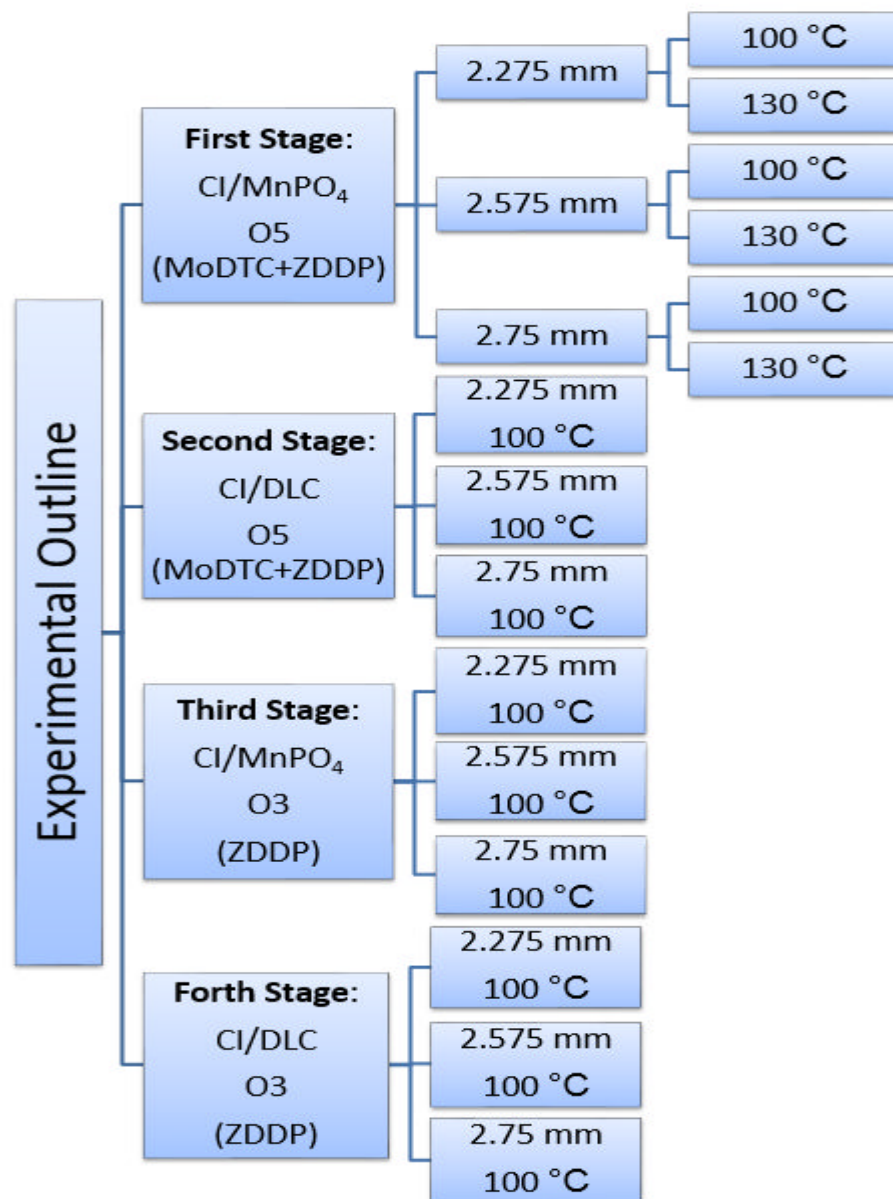 Experimental Outline
First Stage:
CI/MnPO₄
O5
(MoDTC+ZDDP)
2.275 mm
100 °C
130 °C
2.575 mm
100 °C
130 °C
2.75 mm
100 °C
130 °C
Second Stage:
CI/DLC
O5
(MoDTC+ZDDP)
2.275 mm
100 °C
2.575 mm
100 °C
2.75 mm
100 °C
Third Stage:
CI/MnPO₄
O3
(ZDDP)
2.275 mm
100 °C
2.575 mm
100 °C
2.75 mm
100 °C
Forth Stage:
CI/DLC
O3
(ZDDP)
2.275 mm
100 °C
2.575 mm
100 °C
2.75 mm
100 °C